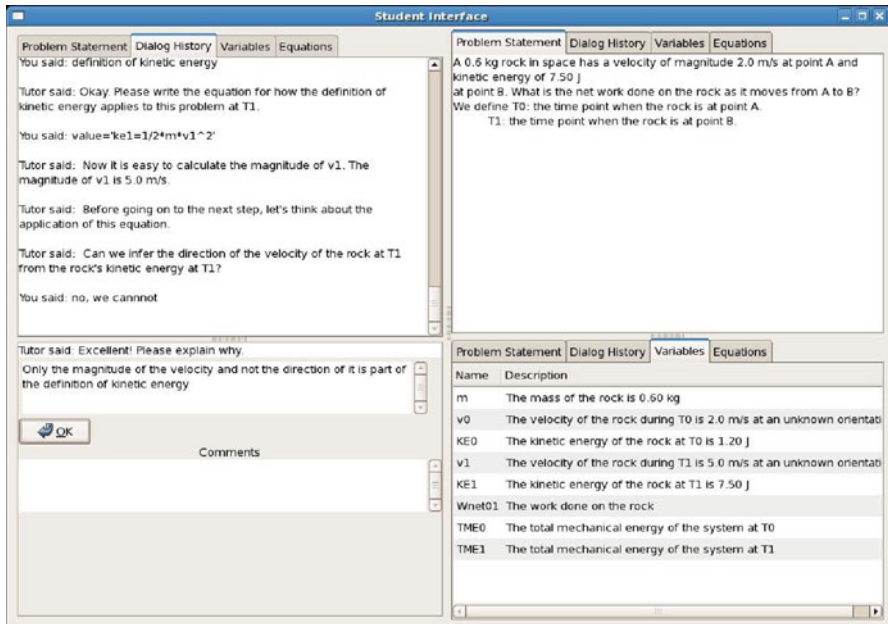 Student Interface
Problem Statement Dialog History Variables Equations
You said: definition of kinetic energy
Tutor said: Okay. Please write the equation for how the definition of
kinetic energy applies to this problem at T1.
You said: value='ke1=1/2*m*v1^2'
Tutor said: Now it is easy to calculate the magnitude of v1. The
magnitude of v1 is 5.0 m/s.
Tutor said: Before going on to the next step, let's think about the
application of this equation.
Tutor said: Can we infer the direction of the velocity of the rock at T1
from the rock's kinetic energy at T1?
You said: no, we cannnot
Tutor said: Excellent! Please explain why.
Only the magnitude of the velocity and not the direction of it is part of
the definition of kinetic energy
OK
Comments
Problem Statement Dialog History Variables Equations
A 0.6 kg rock in space has a velocity of magnitude 2.0 m/s at point A and
kinetic energy of 7.50 J
at point B. What is the net work done on the rock as it moves from A to B?
We define T0: the time point when the rock is at point A.
T1: the time point when the rock is at point B.
Problem Statement Dialog History Variables Equations
Name Description
m The mass of the rock is 0.60 kg
v0 The velocity of the rock during T0 is 2.0 m/s at an unknown orientati
KE0 The kinetic energy of the rock at T0 is 1.20 J
v1 The velocity of the rock during T1 is 5.0 m/s at an unknown orientati
KE1 The kinetic energy of the rock at T1 is 7.50 J
Wnet01 The work done on the rock
TME0 The total mechanical energy of the system at T0
TME1 The total mechanical energy of the system at T1